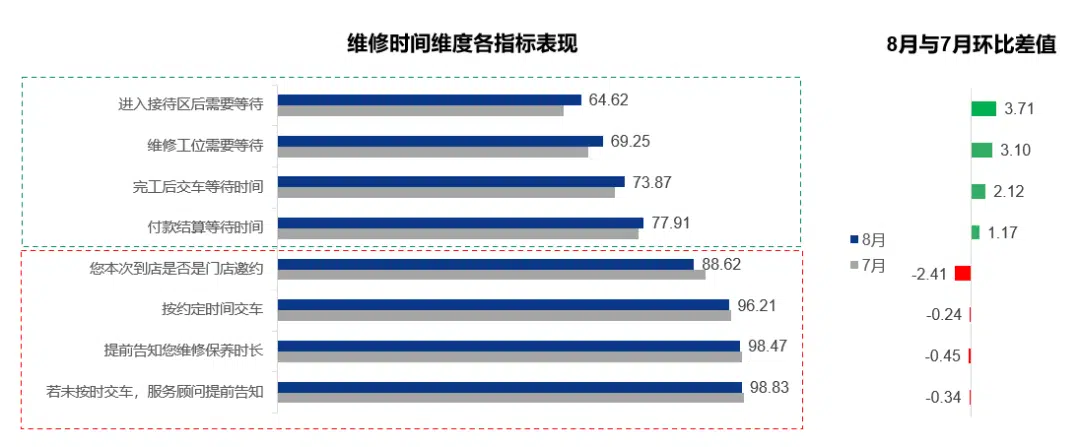 维修时间维度各指标表现
8月与7月环比差值
进入接待区后需要等待
64.62
3.71
维修工位需要等待
69.25
3.10
完工后交车等待时间
73.87
2.12
付款结算等待时间
77.91
1.17
8月
7月
您本次到店是否是门店邀约
88.62
-2.41
按约定时间交车
96.21
-0.24
提前告知您维修保养时长
98.47
-0.45
若未按时交车，服务顾问提前告知
98.83
-0.34